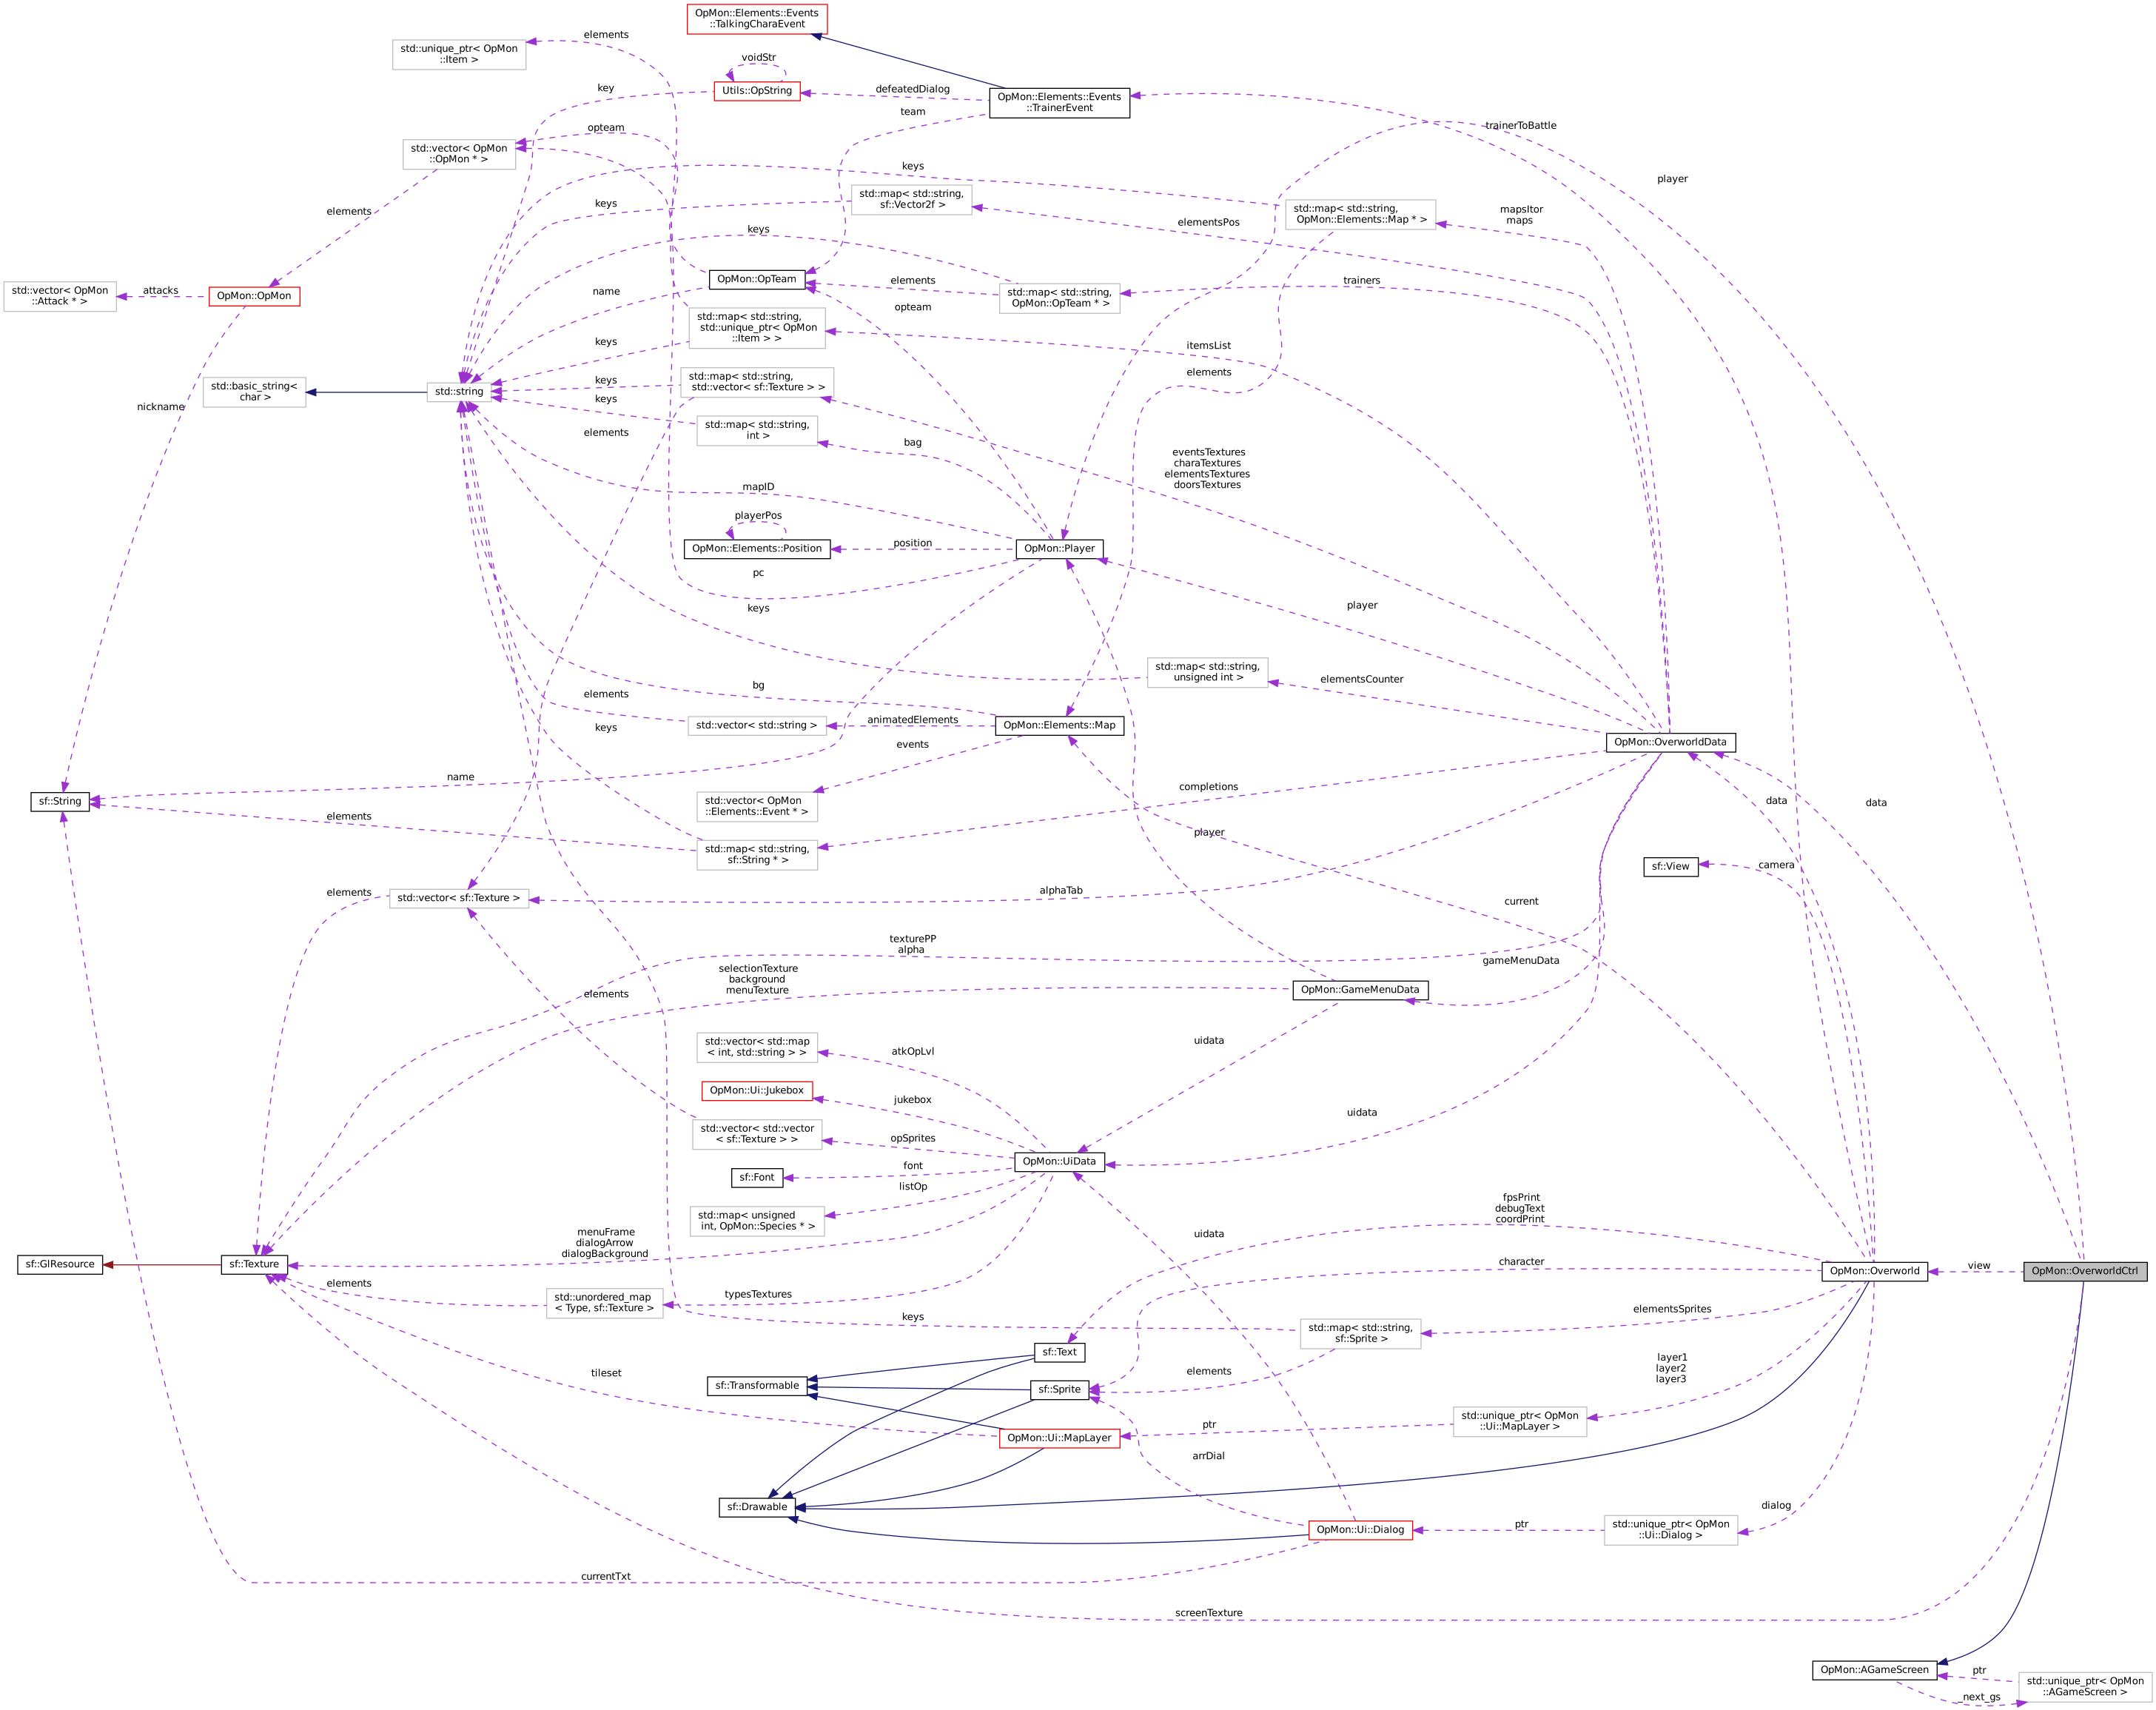 OpMon::Elements::Events
::TalkingCharaEvent
elements
std::unique_ptr< OpMon
::Item >
voidStr
key
Utils::OpString
defeatedDialog
OpMon::Elements::Events
::TrainerEvent
team
opteam
trainerToBattle
std::vector< OpMon
::OpMon * >
keys
player
std::map< std::string,
sf::Vector2f >
elements
keys
std::map< std::string,
OpMon::Elements::Map * >
mapsItor
maps
elementsPos
keys
OpMon::OpTeam
elements
trainers
std::vector< OpMon
::Attack * >
attacks
OpMon::OpMon
name
std::map< std::string,
OpMon::OpTeam * >
opteam
std::map< std::string,
std::unique_ptr< OpMon
::Item > >
keys
itemsList
elements
std::basic_string<
char >
std::string
keys
std::map< std::string,
std::vector< sf::Texture > >
keys
nickname
elements
std::map< std::string,
int >
bag
eventsTextures
charaTextures
elementsTextures
doorsTextures
mapID
playerPos
OpMon::Elements::Position
position
OpMon::Player
pc
keys
player
std::map< std::string,
unsigned int >
elementsCounter
bg
elements
std::vector< std::string >
animatedElements
OpMon::Elements::Map
keys
events
OpMon::OverworldData
name
completions
sf::String
std::vector< OpMon
::Elements::Event * >
data
data
elements
player
std::map< std::string,
sf::String * >
sf::View
camera
elements
std::vector< sf::Texture >
alphaTab
current
texturePP
alpha
gameMenuData
selectionTexture
background
menuTexture
elements
OpMon::GameMenuData
std::vector< std::map
< int, std::string > >
atkOpLvl
uidata
OpMon::Ui::Jukebox
jukebox
uidata
std::vector< std::vector
< sf::Texture > >
opSprites
OpMon::UiData
sf::Font
font
listOp
std::map< unsigned
int, OpMon::Species * >
fpsPrint
debugText
coordPrint
menuFrame
dialogArrow
dialogBackground
uidata
sf::GlResource
sf::Texture
character
OpMon::Overworld
view
OpMon::OverworldCtrl
elements
std::unordered_map
< Type, sf::Texture >
typesTextures
keys
std::map< std::string,
sf::Sprite >
elementsSprites
sf::Text
tileset
sf::Transformable
sf::Sprite
elements
layer1
layer2
layer3
OpMon::Ui::MapLayer
ptr
std::unique_ptr< OpMon
::Ui::MapLayer >
arrDial
sf::Drawable
dialog
OpMon::Ui::Dialog
ptr
std::unique_ptr< OpMon
::Ui::Dialog >
currentTxt
screenTexture
OpMon::AGameScreen
ptr
_next_gs
std::unique_ptr< OpMon
::AGameScreen >